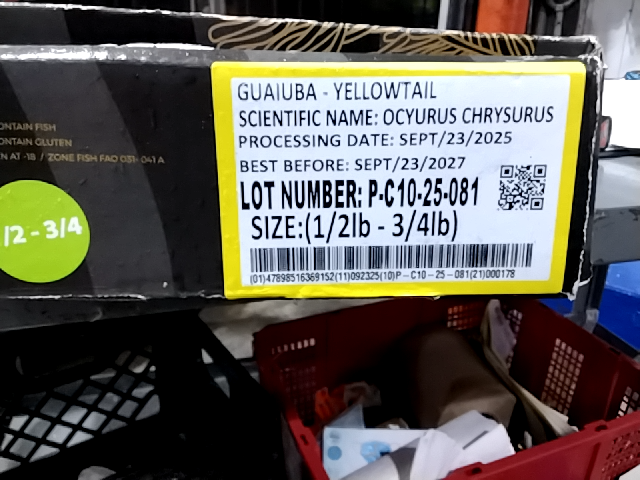 GUAIUBA - YELLOWTAIL
SCIENTIFIC NAME: OCYURUS CHRYSURUS
PROCESSING DATE: SEPT/23/2025
BEST BEFORE: SEPT/23/2027
LOT NUMBER: P-C10-25-081
SIZE:(1/2lb - 3/4lb)
(01)47898516369152(11)092325(10)P-C10-25-081(21)000178
ONTAIN FISH
ONTAIN GLUTEN
N AT -18 / ZONE FISH FAO 031- 041 A
/2 - 3/4